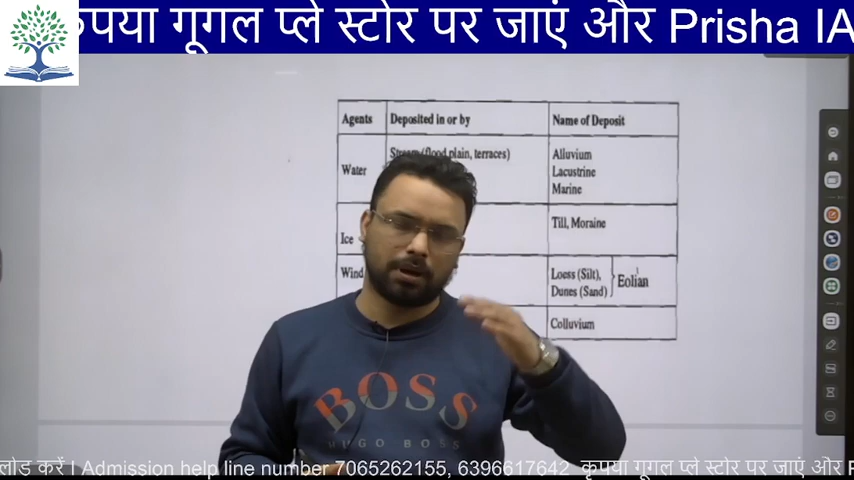 कृपया गूगल प्ले स्टोर पर जाएं और Prisha IA
Agents Deposited in or by Name of Deposit
Stream (flood plain, terraces) Alluvium
Water Lacustrine
Marine
Till, Moraine
Ice
Wind Loess (Silt), Eolian
Dunes (Sand)
Colluvium
BOSS
HUGO BOSS
लोड करें I Admission help line number 7065262155, 6396617642 कृपया गूगल प्ले स्टोर पर जाएं और P